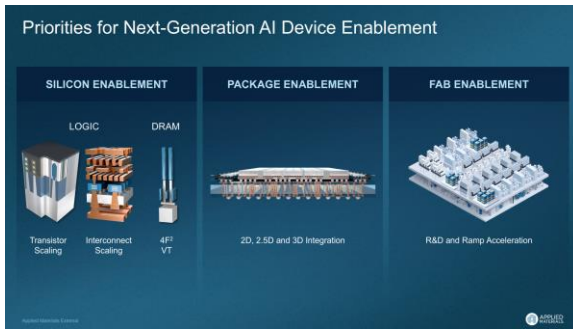 Priorities for Next-Generation AI Device Enablement
SILICON ENABLEMENT
LOGIC
DRAM
Transistor
Scaling
Interconnect
Scaling
4F²
VT
PACKAGE ENABLEMENT
2D, 2.5D and 3D Integration
FAB ENABLEMENT
R&D and Ramp Acceleration
Applied Materials External
APPLIED
MATERIALS